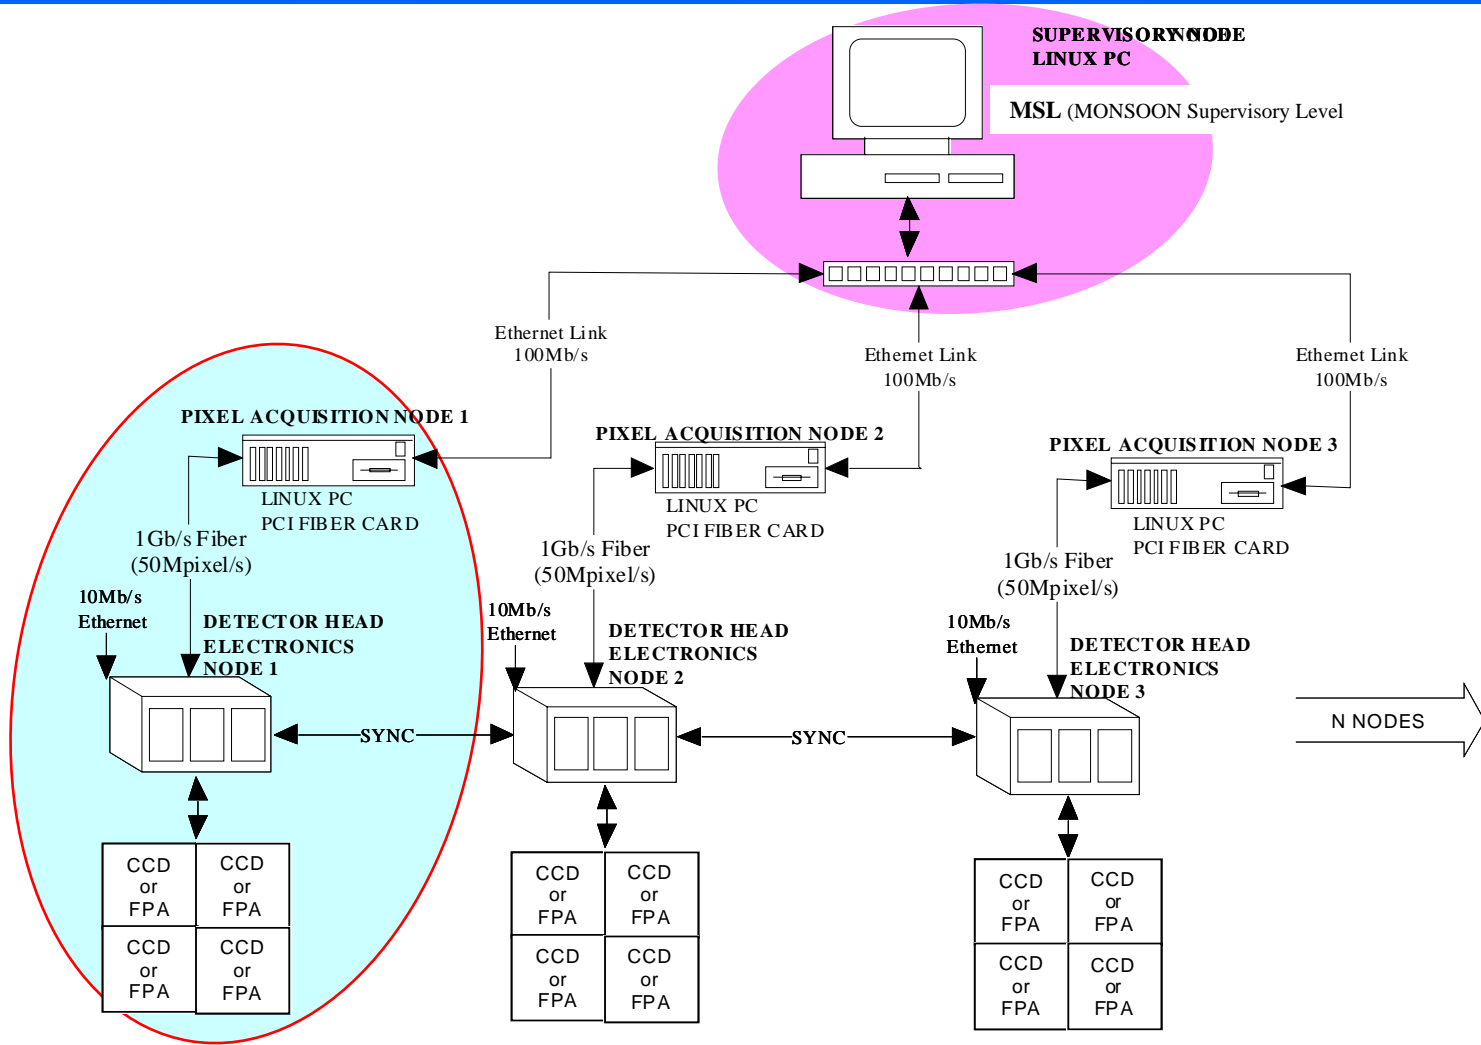 SUPERVISORY NODE
LINUX PC
MSL (MONSOON Supervisory Level
Ethernet Link
100Mb/s
Ethernet Link
100Mb/s
Ethernet Link
100Mb/s
PIXEL ACQUISITION NODE 1
LINUX PC
PCI FIBER CARD
PIXEL ACQUISITION NODE 2
LINUX PC
PCI FIBER CARD
PIXEL ACQUISITION NODE 3
LINUX PC
PCI FIBER CARD
1Gb/s Fiber
(50Mpixel/s)
1Gb/s Fiber
(50Mpixel/s)
1Gb/s Fiber
(50Mpixel/s)
10Mb/s
Ethernet
DETECTOR HEAD
ELECTRONICS
NODE 1
10Mb/s
Ethernet
DETECTOR HEAD
ELECTRONICS
NODE 2
10Mb/s
Ethernet
DETECTOR HEAD
ELECTRONICS
NODE 3
SYNC
SYNC
N NODES
CCD
or
FPA
CCD
or
FPA
CCD
or
FPA
CCD
or
FPA
CCD
or
FPA
CCD
or
FPA
CCD
or
FPA
CCD
or
FPA
CCD
or
FPA
CCD
or
FPA
CCD
or
FPA
CCD
or
FPA